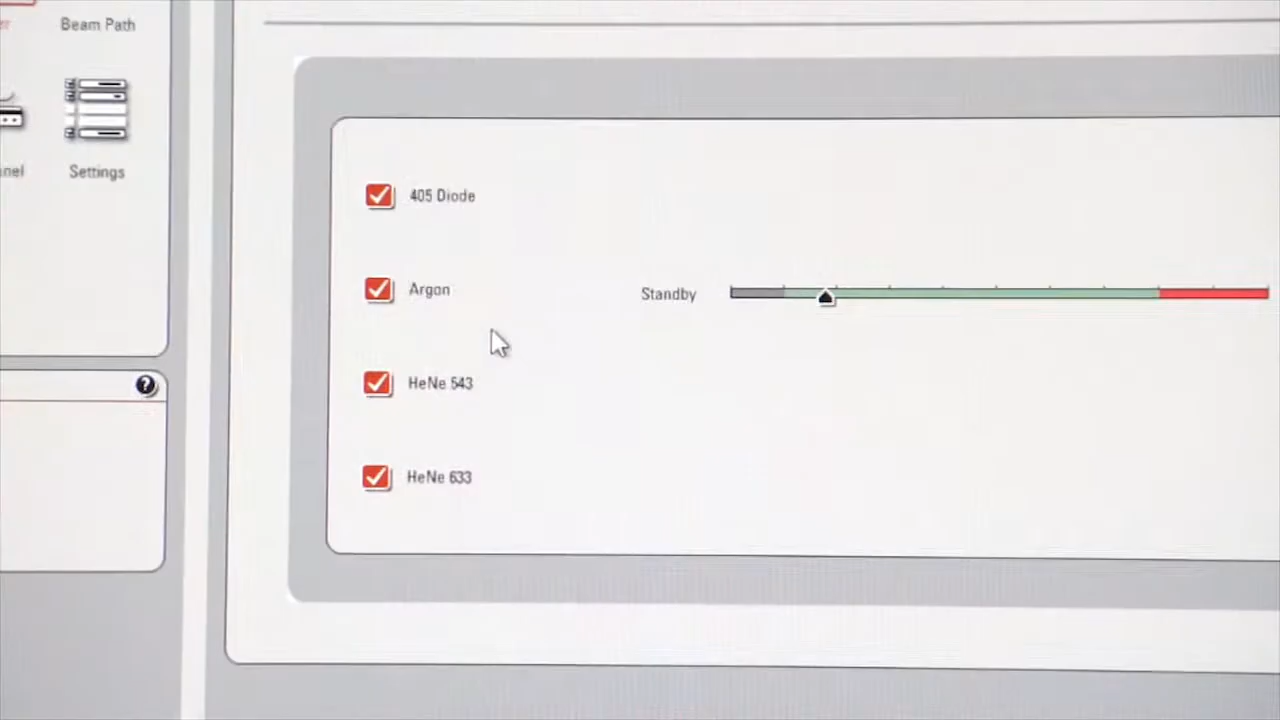 Beam Path
Settings
405 Diode
Argon
Standby
HeNe 543
HeNe 633
?